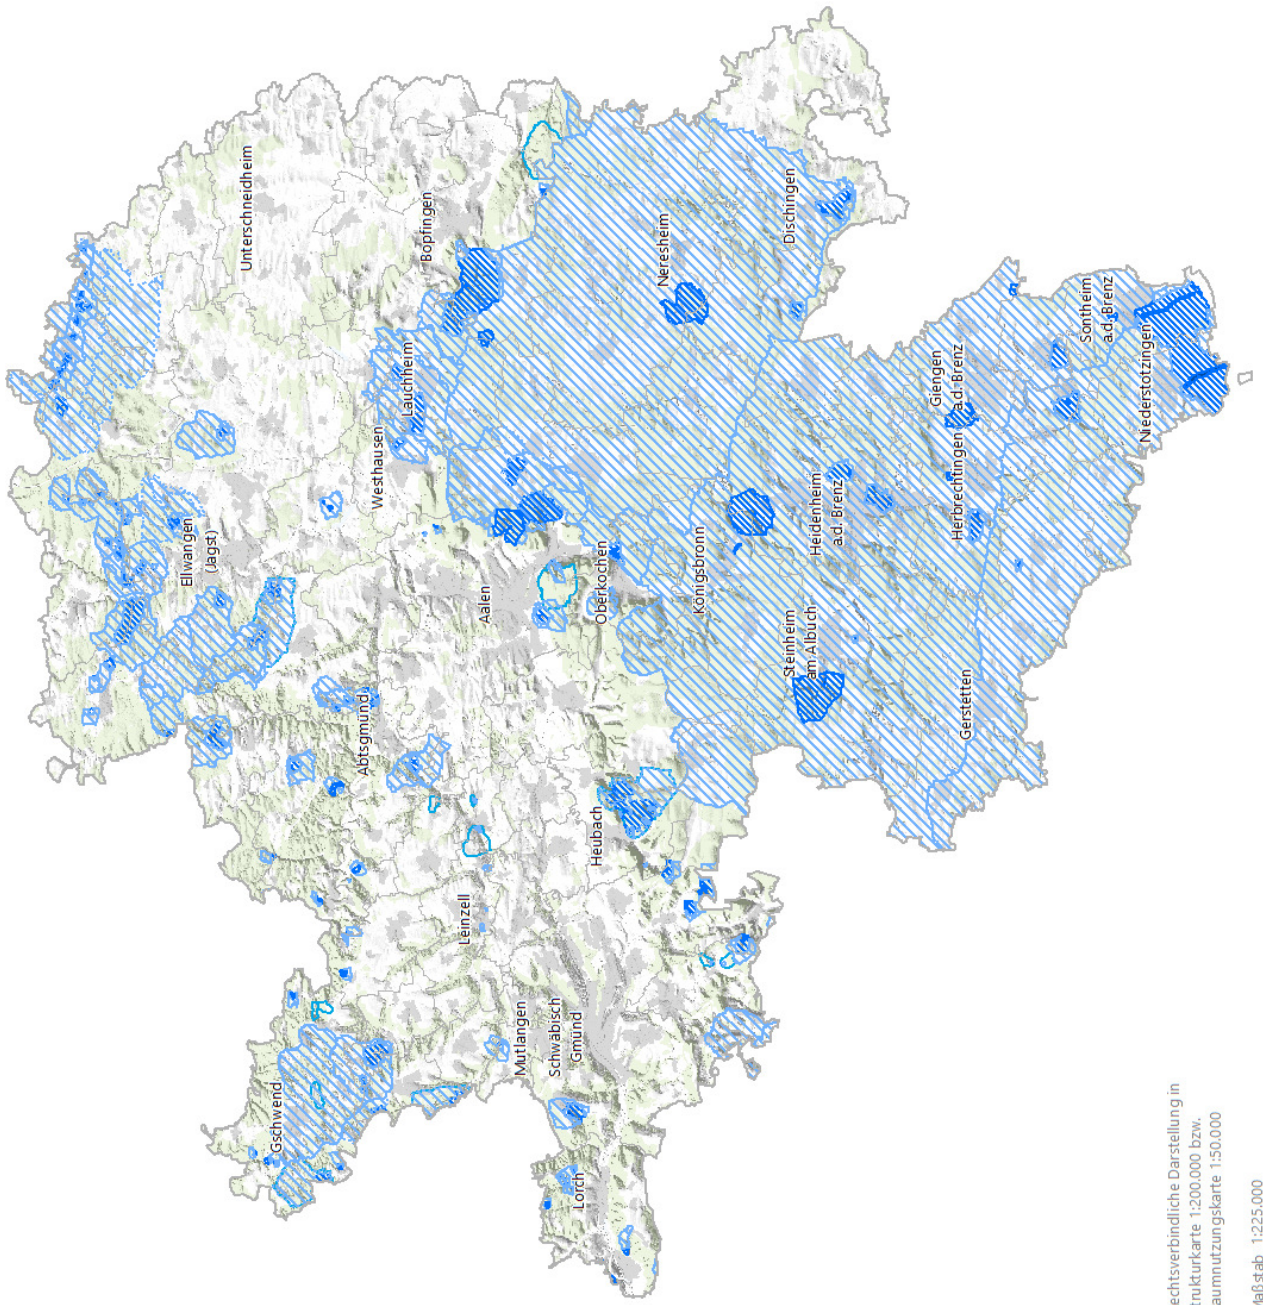 Ellwangen
(Jagst)
Unterschneidheim
Gschwend
Abtsgmünd
Westhausen
Lauchheim
Bopfingen
Leinzell
Aalen
Mutlangen
Schwäbisch
Gmünd
Lorch
Heubach
Oberkochen
Neresheim
Königsbronn
Steinheim
am Albuch
Dischingen
Heidenheim
a.d. Brenz
Giengen
a.d. Brenz
Herbrechtingen
Gerstetten
Sontheim
a.d. Brenz
Niederstotzingen
echtsverbindliche Darstellung in
trukturkarte 1:200.000 bzw.
aumnutzungskarte 1:50.000
Maßstab 1:225.000